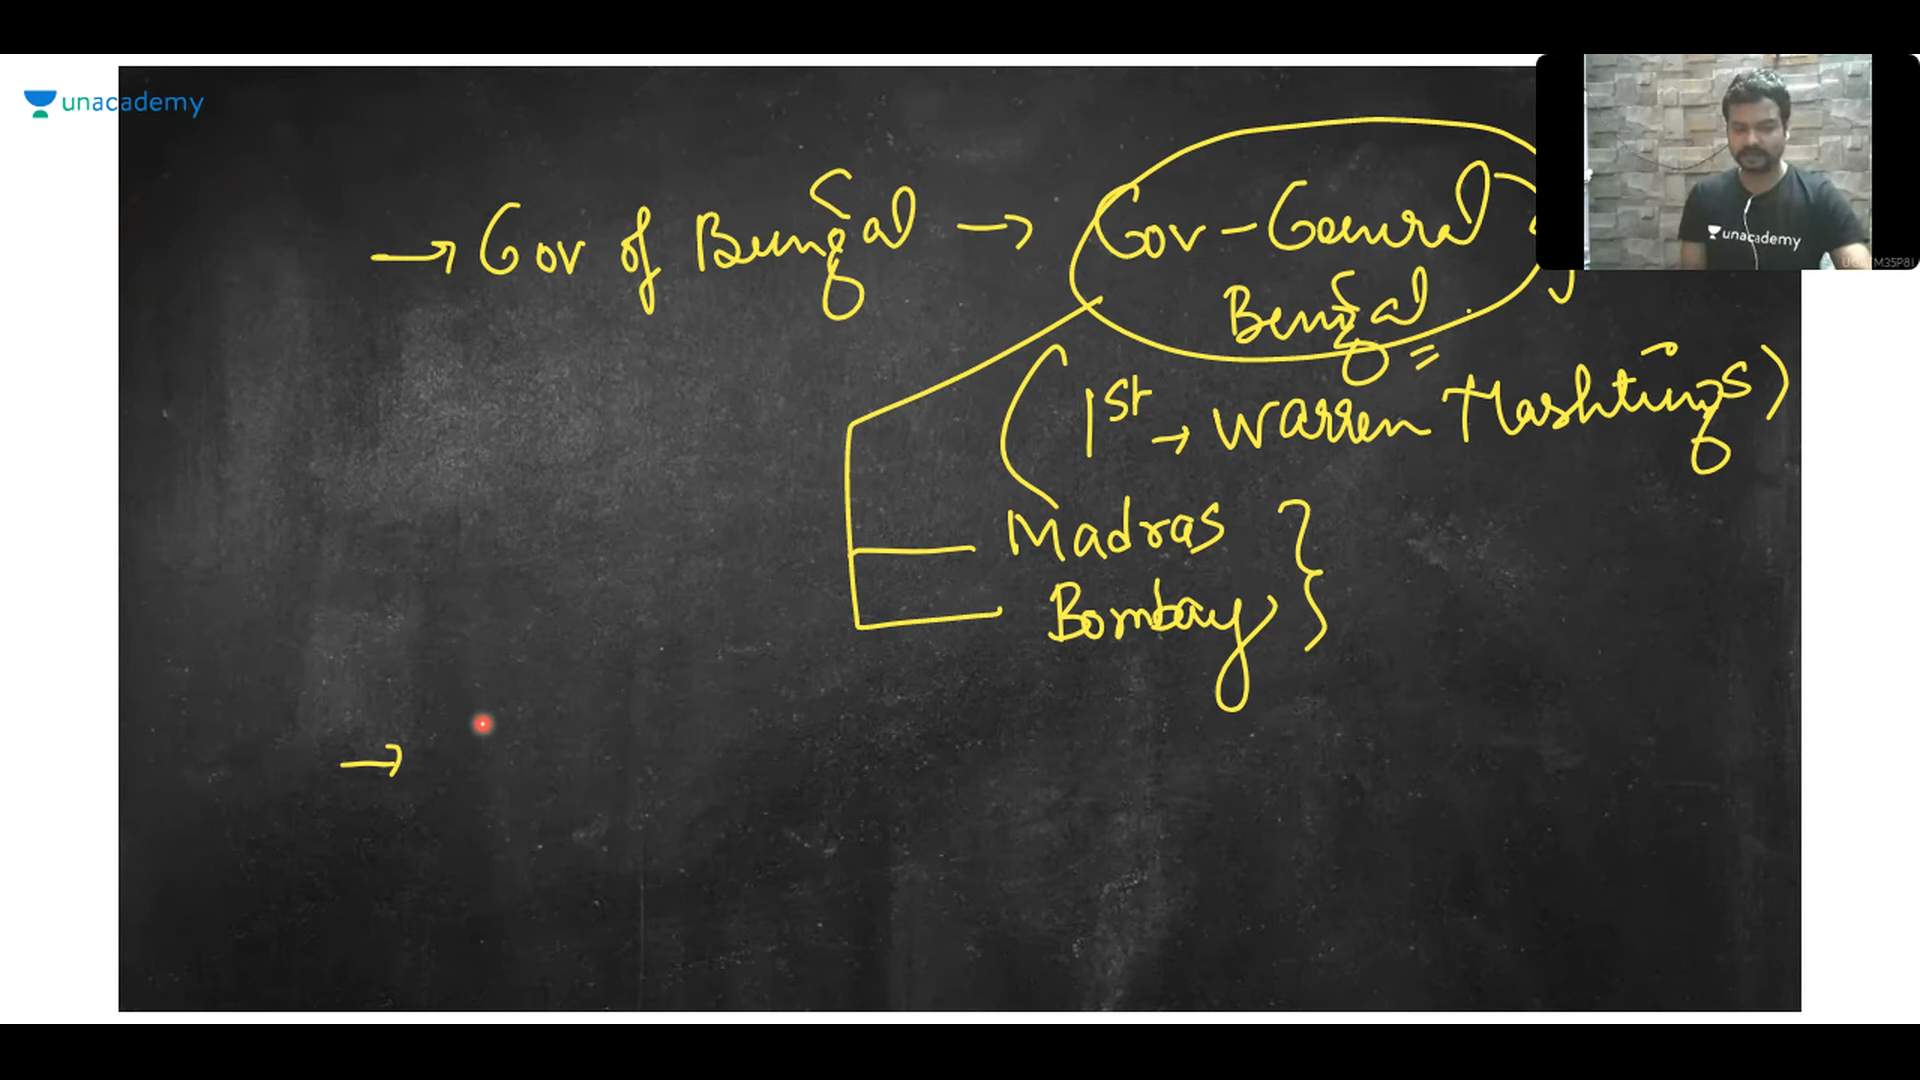 unacademy
→ Gov of Bengal → Gov-General
Bengal
(1st → Warren Hashtings)
Madras }
Bombay
→
unacademy